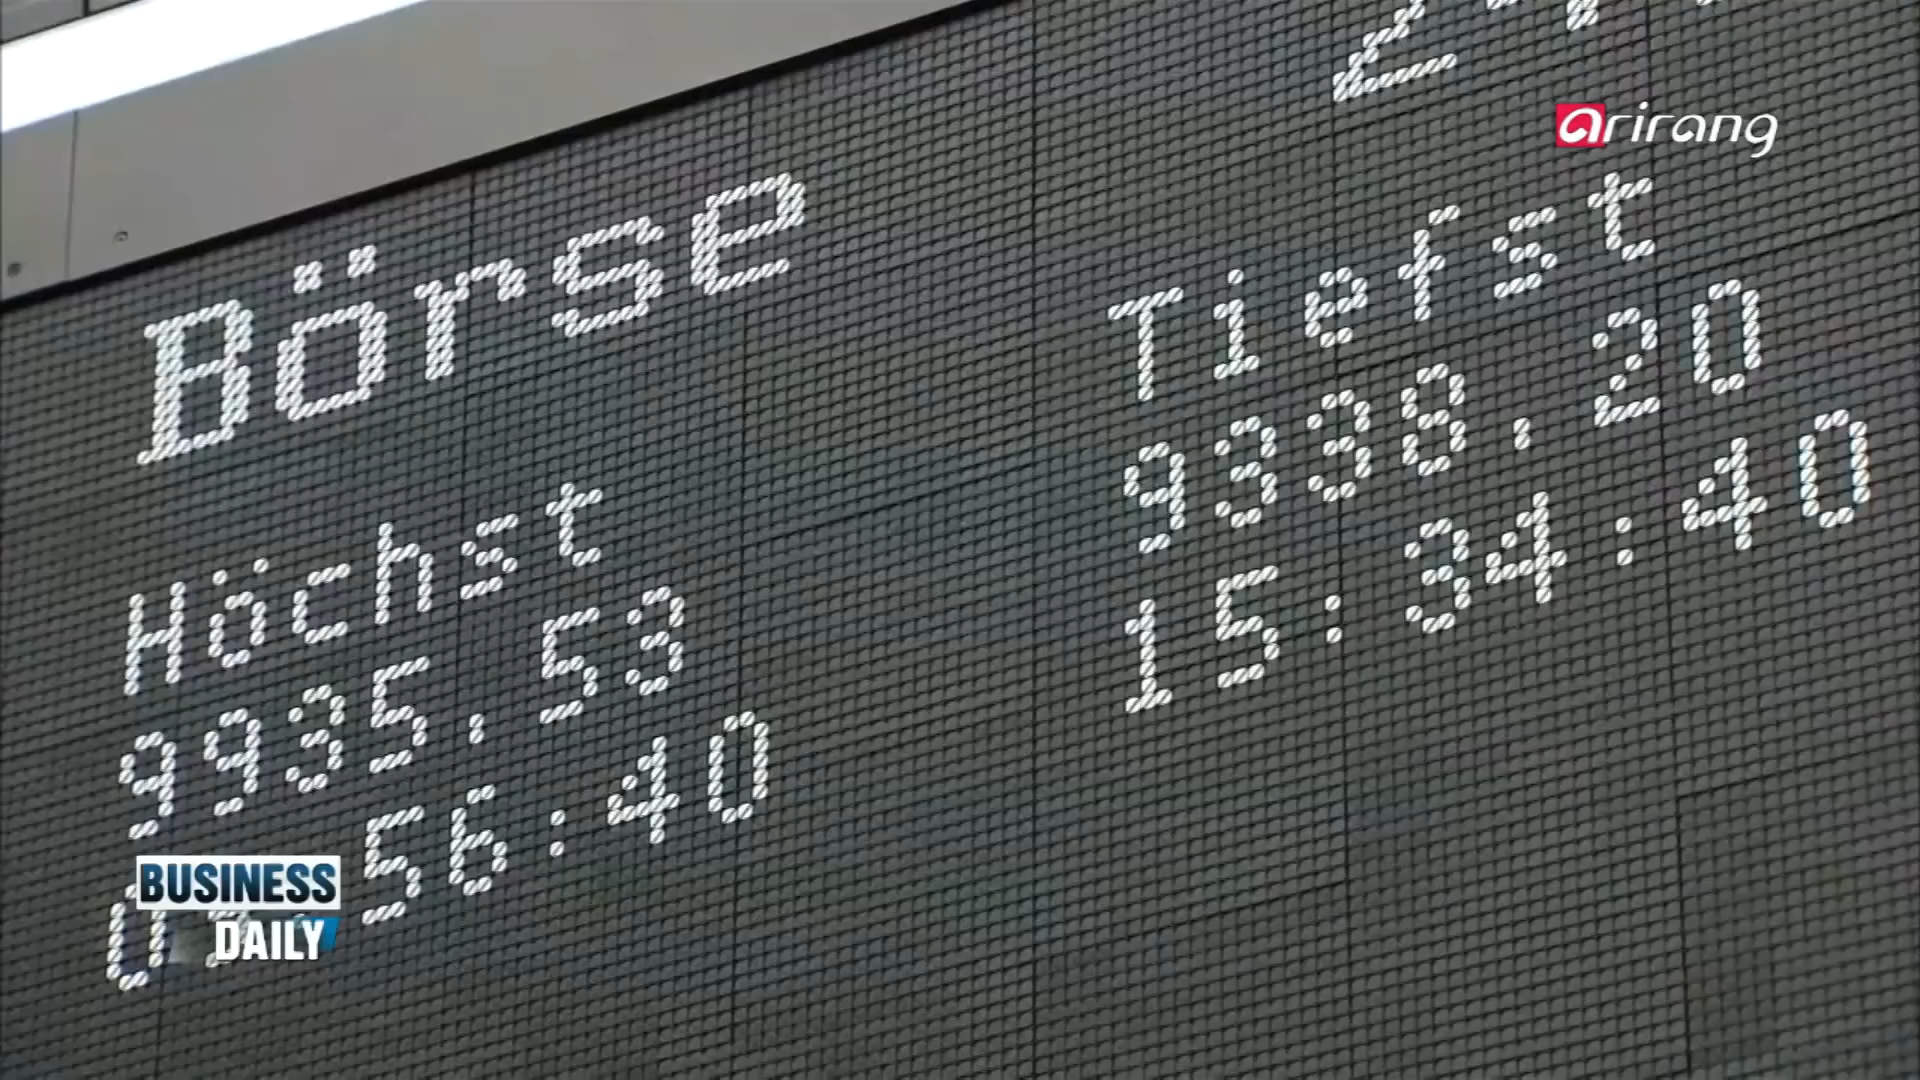 arirang
Börse
Tiefst
9338,20
15:34:40
Höchst
9935,53
56:40
BUSINESS
DAILY